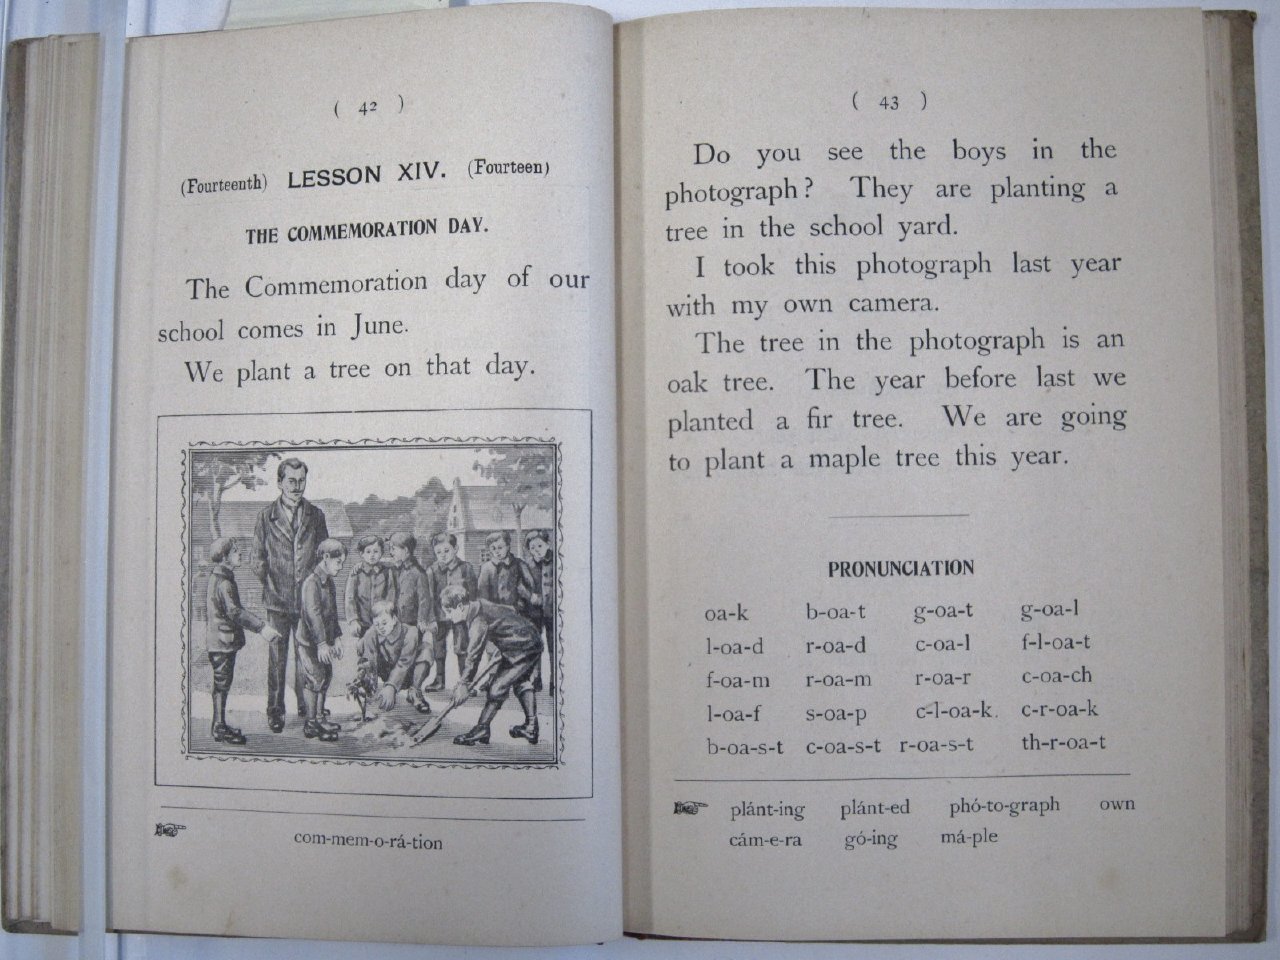 ( 42 )
(Fourteenth) LESSON XIV. (Fourteen)
THE COMMEMORATION DAY.
The Commemoration day of our
school comes in June.
We plant a tree on that day.
com-mem-o-rá-tion
( 43 )
Do you see the boys in the
photograph? They are planting a
tree in the school yard.
I took this photograph last year
with my own camera.
The tree in the photograph is an
oak tree. The year before last we
planted a fir tree. We are going
to plant a maple tree this year.
PRONUNCIATION
oa-k b-oa-t g-oa-t g-oa-l
l-oa-d r-oa-d c-oa-l f-l-oa-t
f-oa-m r-oa-m r-oa-r c-oa-ch
l-oa-f s-oa-p c-l-oa-k. c-r-oa-k
b-oa-s-t c-oa-s-t r-oa-s-t th-r-oa-t
plánt-ing plánt-ed phó-to-graph own
cám-e-ra gó-ing má-ple